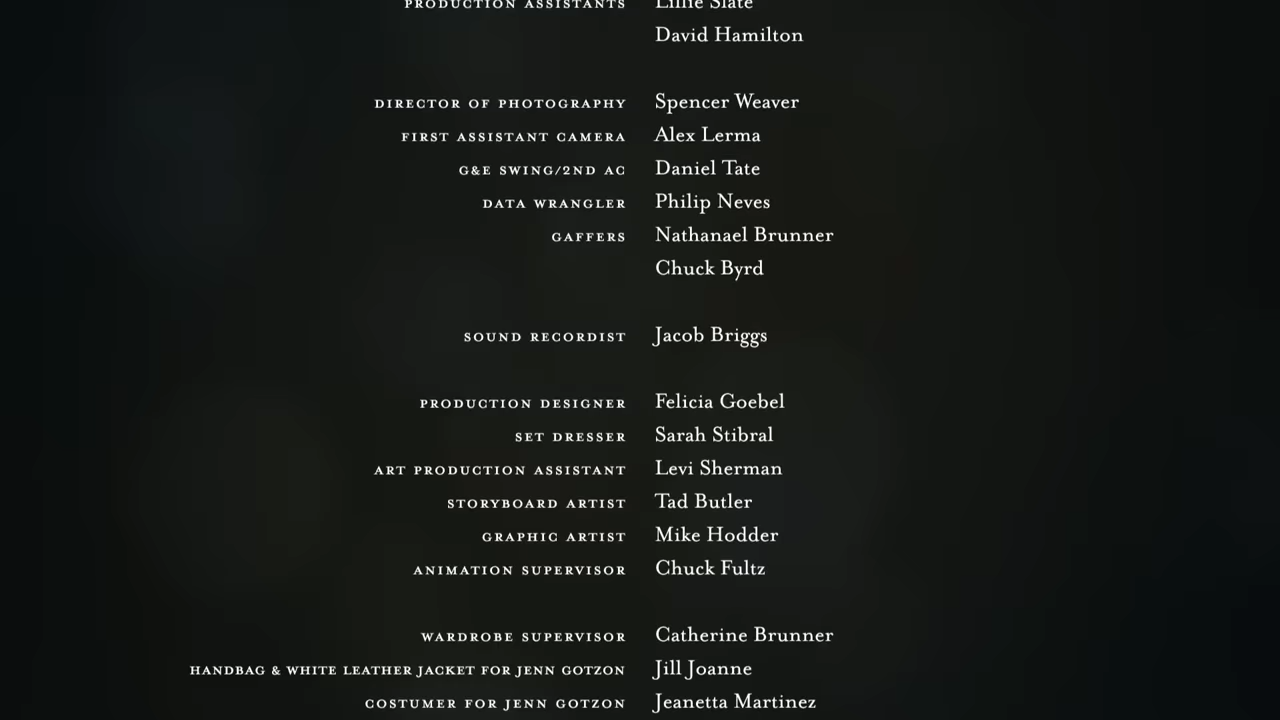 PRODUCTION ASSISTANTS Lillie Slate
David Hamilton
DIRECTOR OF PHOTOGRAPHY Spencer Weaver
FIRST ASSISTANT CAMERA Alex Lerma
G&E SWING/2ND AC Daniel Tate
DATA WRANGLER Philip Neves
GAFFERS Nathanael Brunner
Chuck Byrd
SOUND RECORDIST Jacob Briggs
PRODUCTION DESIGNER Felicia Goebel
SET DRESSER Sarah Stibral
ART PRODUCTION ASSISTANT Levi Sherman
STORYBOARD ARTIST Tad Butler
GRAPHIC ARTIST Mike Hodder
ANIMATION SUPERVISOR Chuck Fultz
WARDROBE SUPERVISOR Catherine Brunner
HANDBAG & WHITE LEATHER JACKET FOR JENN GOTZON Jill Joanne
COSTUMER FOR JENN GOTZON Jeanetta Martinez